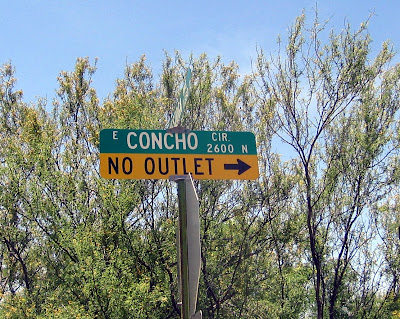 E CONCHO CIR.
2600 N
NO OUTLET →